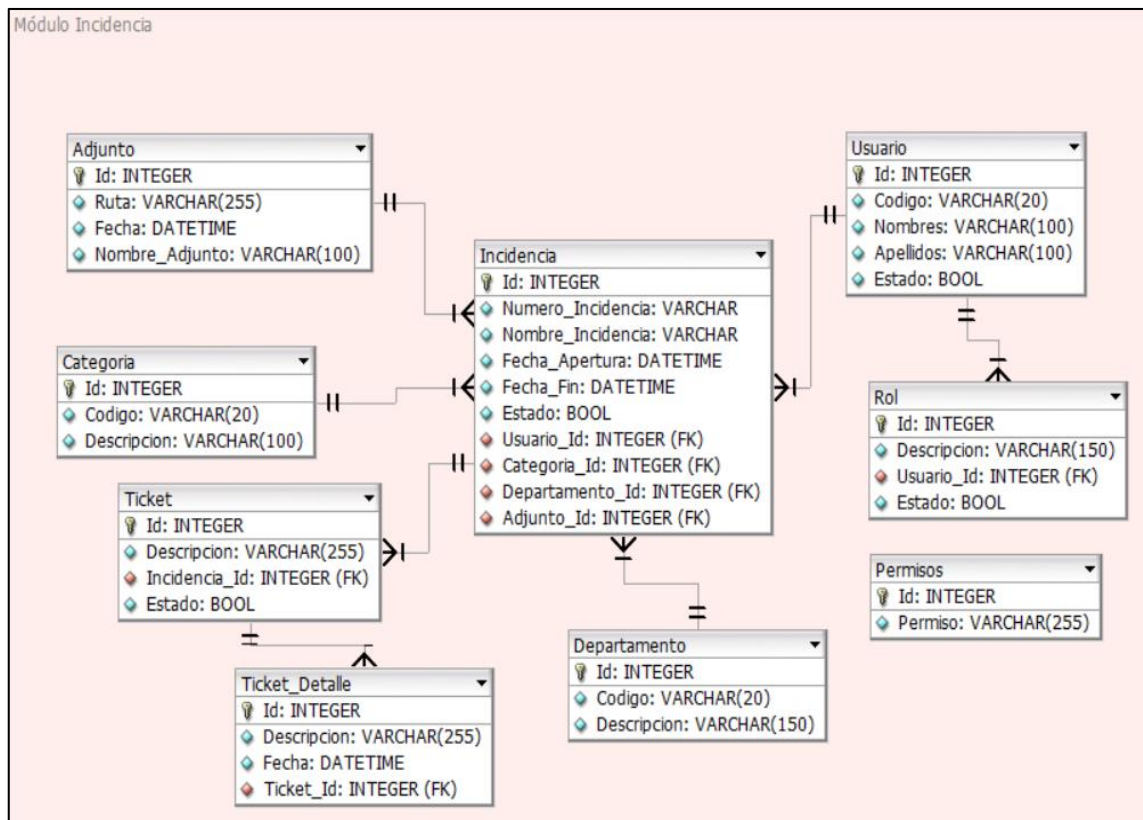 Módulo Incidencia
Adjunto
Id: INTEGER
Ruta: VARCHAR(255)
Fecha: DATETIME
Nombre_Adjunto: VARCHAR(100)
Usuario
Id: INTEGER
Codigo: VARCHAR(20)
Nombres: VARCHAR(100)
Apellidos: VARCHAR(100)
Estado: BOOL
Incidencia
Id: INTEGER
Numero_Incidencia: VARCHAR
Nombre_Incidencia: VARCHAR
Fecha_Apertura: DATETIME
Fecha_Fin: DATETIME
Estado: BOOL
Usuario_Id: INTEGER (FK)
Categoria_Id: INTEGER (FK)
Departamento_Id: INTEGER (FK)
Adjunto_Id: INTEGER (FK)
Categoria
Id: INTEGER
Codigo: VARCHAR(20)
Descripcion: VARCHAR(100)
Rol
Id: INTEGER
Descripcion: VARCHAR(150)
Usuario_Id: INTEGER (FK)
Estado: BOOL
Ticket
Id: INTEGER
Descripcion: VARCHAR(255)
Incidencia_Id: INTEGER (FK)
Estado: BOOL
Permisos
Id: INTEGER
Permiso: VARCHAR(255)
Departamento
Id: INTEGER
Codigo: VARCHAR(20)
Descripcion: VARCHAR(150)
Ticket_Detalle
Id: INTEGER
Descripcion: VARCHAR(255)
Fecha: DATETIME
Ticket_Id: INTEGER (FK)